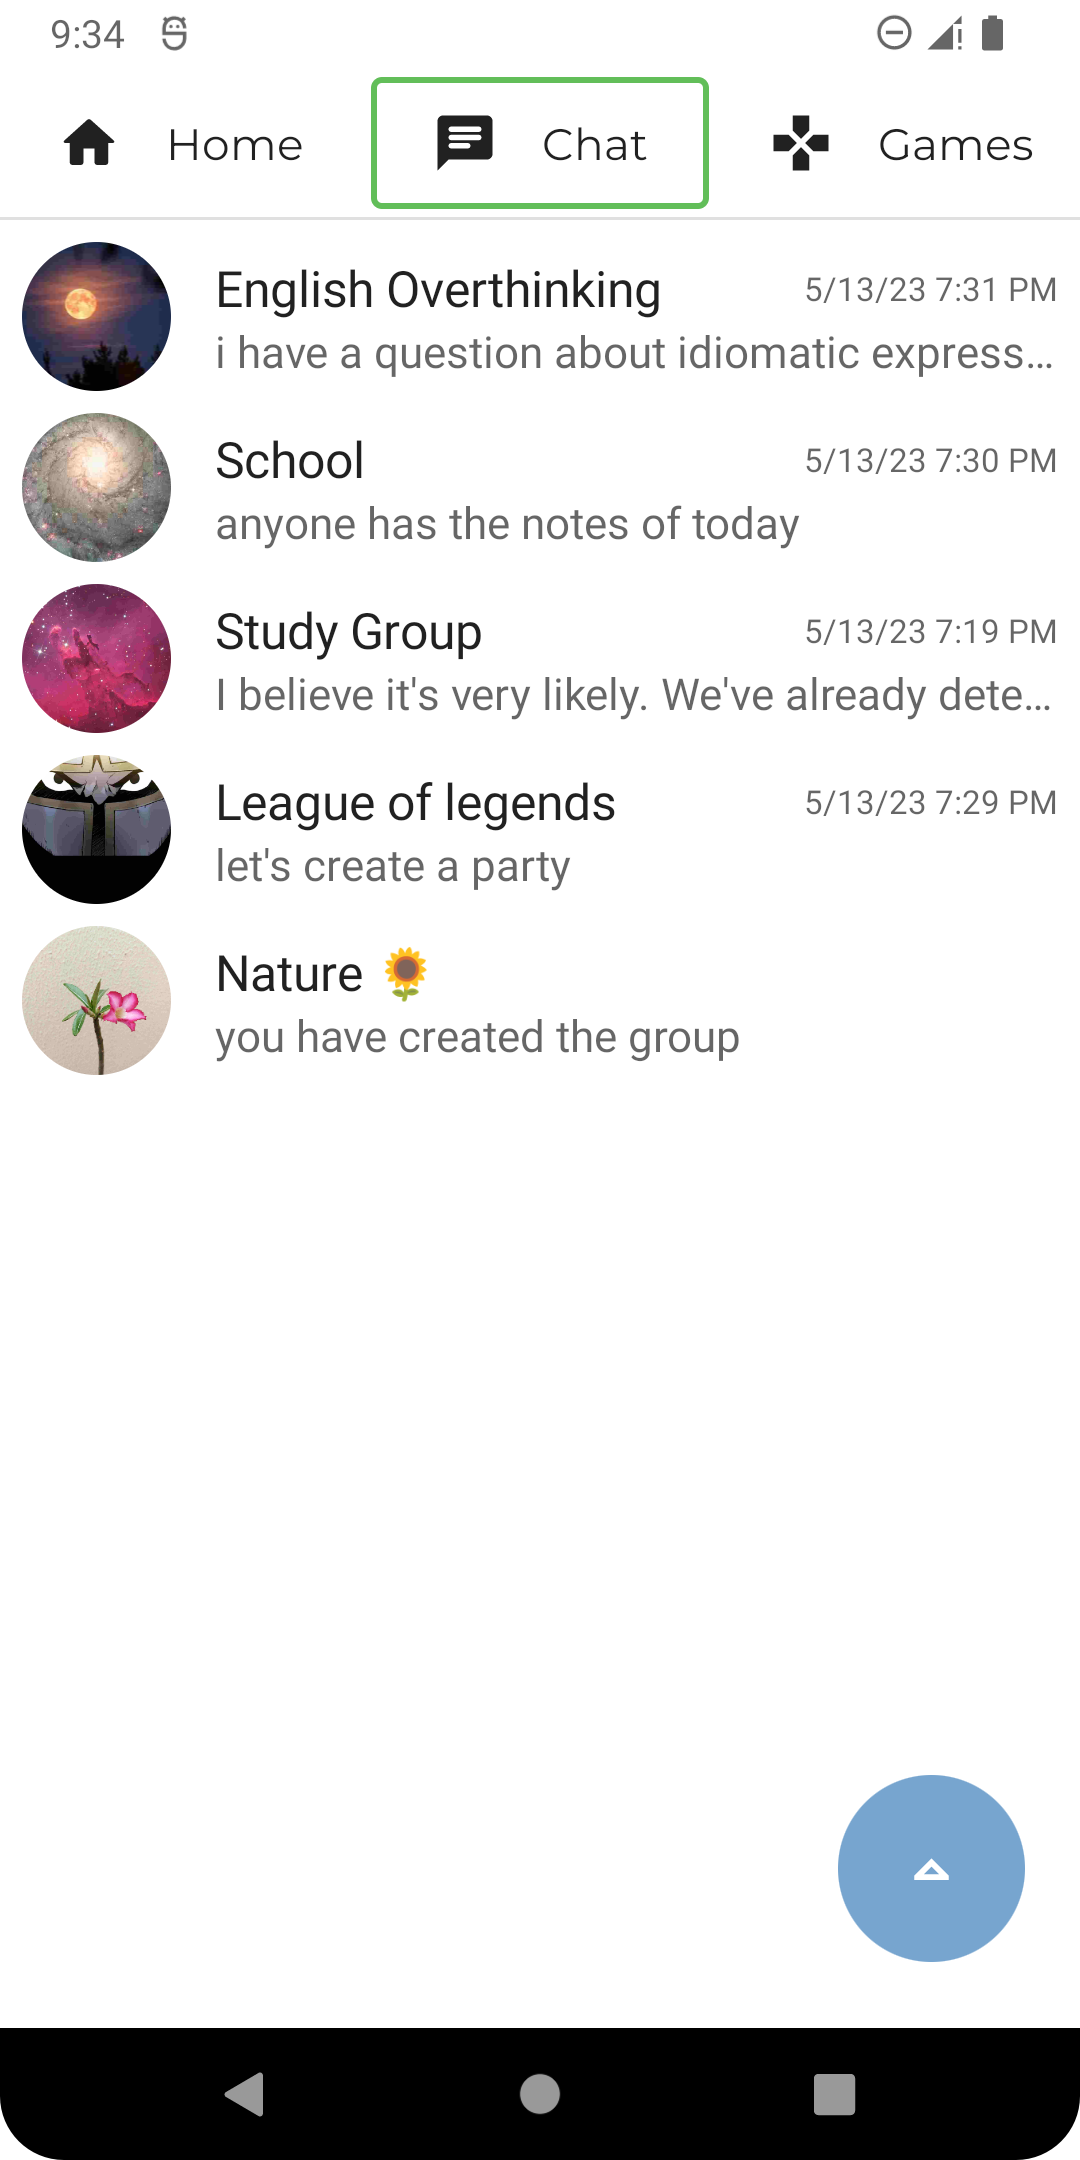 9:34
Home Chat Games
English Overthinking 5/13/23 7:31 PM
i have a question about idiomatic express...
School 5/13/23 7:30 PM
anyone has the notes of today
Study Group 5/13/23 7:19 PM
I believe it's very likely. We've already dete...
League of legends 5/13/23 7:29 PM
let's create a party
Nature 🌻
you have created the group